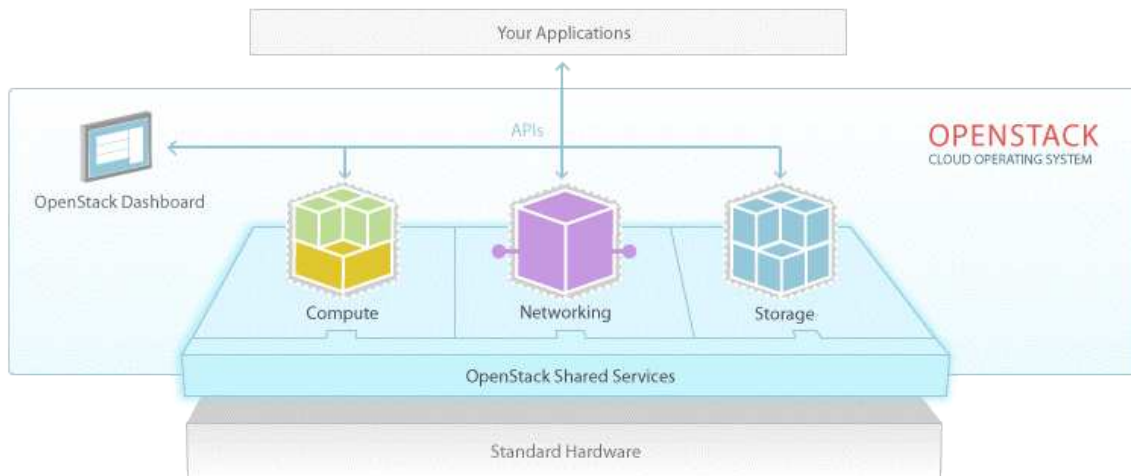 Your Applications
APIs
OPENSTACK
CLOUD OPERATING SYSTEM
OpenStack Dashboard
Compute
Networking
Storage
OpenStack Shared Services
Standard Hardware